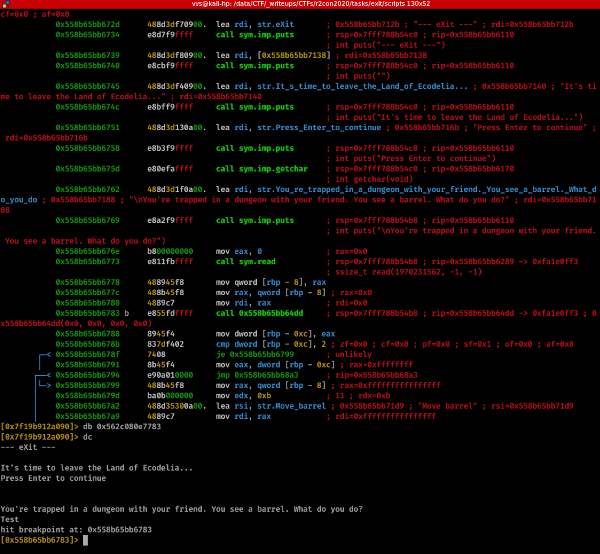 vvs@kali-hp: /data/CTF/_writeups/CTFs/r2con2020/tasks/exit/scripts 130x52
cf=0x0 ; af=0x0
0x558b65bb672d 488d3df70900. lea rdi, str.eXit ; 0x558b65bb712b ; "--- eXit ---" ; rdi=0x558b65bb712b
0x558b65bb6734 e8d7f9ffff call sym.imp.puts ; rsp=0x7fff788b54c0 ; rip=0x558b65bb6110
; int puts("--- eXit ---")
0x558b65bb6739 488d3df80900. lea rdi, [0x558b65bb7138] ; rdi=0x558b65bb7138
0x558b65bb6740 e8cbf9ffff call sym.imp.puts ; rsp=0x7fff788b54c0 ; rip=0x558b65bb6110
; int puts("")
0x558b65bb6745 488d3df40900. lea rdi, str.It_s_time_to_leave_the_Land_of_Ecodelia... ; 0x558b65bb7140 ; "It's ti
me to leave the Land of Ecodelia..." ; rdi=0x558b65bb7140
0x558b65bb674c e8bff9ffff call sym.imp.puts ; rsp=0x7fff788b54c0 ; rip=0x558b65bb6110
; int puts("It's time to leave the Land of Ecodelia...")
0x558b65bb6751 488d3d130a00. lea rdi, str.Press_Enter_to_continue ; 0x558b65bb716b ; "Press Enter to continue" ;
rdi=0x558b65bb716b
0x558b65bb6758 e8b3f9ffff call sym.imp.puts ; rsp=0x7fff788b54c0 ; rip=0x558b65bb6110
; int puts("Press Enter to continue")
0x558b65bb675d e80efaffff call sym.imp.getchar ; rsp=0x7fff788b54c0 ; rip=0x558b65bb6170
; int getchar(void)
0x558b65bb6762 488d3d1f0a00. lea rdi, str.You_re_trapped_in_a_dungeon_with_your_friend._You_see_a_barrel._What_d
o_you_do ; 0x558b65bb7188 ; "\nYou're trapped in a dungeon with your friend. You see a barrel. What do you do?" ; rdi=0x558b65bb71
88
0x558b65bb6769 e8a2f9ffff call sym.imp.puts ; rsp=0x7fff788b54c0 ; rip=0x558b65bb6110
; int puts("\nYou're trapped in a dungeon with your friend.
You see a barrel. What do you do?")
0x558b65bb676e b800000000 mov eax, 0 ; rax=0x0
0x558b65bb6773 e811fbffff call sym.read ; rsp=0x7fff788b54b8 ; rip=0x558b65bb6289 -> 0xfa1e0ff3
; ssize_t read(1970231562, -1, -1)
0x558b65bb6778 488945f8 mov qword [rbp - 8], rax
0x558b65bb677c 488b45f8 mov rax, qword [rbp - 8] ; rax=0x0
0x558b65bb6780 4889c7 mov rdi, rax ; rdi=0x0
0x558b65bb6783 b e855fdffff call 0x558b65bb64dd ; rsp=0x7fff788b54b8 ; rip=0x558b65bb64dd -> 0xfa1e0ff3 ; 0
x558b65bb64dd(0x0, 0x0, 0x0, 0x0)
0x558b65bb6788 8945f4 mov dword [rbp - 0xc], eax
0x558b65bb678b 837df402 cmp dword [rbp - 0xc], 2 ; zf=0x0 ; cf=0x0 ; pf=0x0 ; sf=0x1 ; of=0x0 ; af=0x0
0x558b65bb678f 7408 je 0x558b65bb6799 ; unlikely
0x558b65bb6791 8b45f4 mov eax, dword [rbp - 0xc] ; rax=0xffffffff
0x558b65bb6794 e90a010000 jmp 0x558b65bb68a3 ; rip=0x558b65bb68a3
0x558b65bb6799 488b45f8 mov rax, qword [rbp - 8] ; rax=0xffffffffffffffff
0x558b65bb679d ba0b000000 mov edx, 0xb ; 11 ; rdx=0xb
0x558b65bb67a2 488d35300a00. lea rsi, str.Move_barrel ; 0x558b65bb71d9 ; "Move barrel" ; rsi=0x558b65bb71d9
0x558b65bb67a9 4889c7 mov rdi, rax ; rdi=0xffffffffffffffff
[0x7f19b912a090]> db 0x562c080e7783
[0x7f19b912a090]> dc
--- eXit ---
It's time to leave the Land of Ecodelia...
Press Enter to continue
You're trapped in a dungeon with your friend. You see a barrel. What do you do?
Test
hit breakpoint at: 0x558b65bb6783
[0x558b65bb6783]>